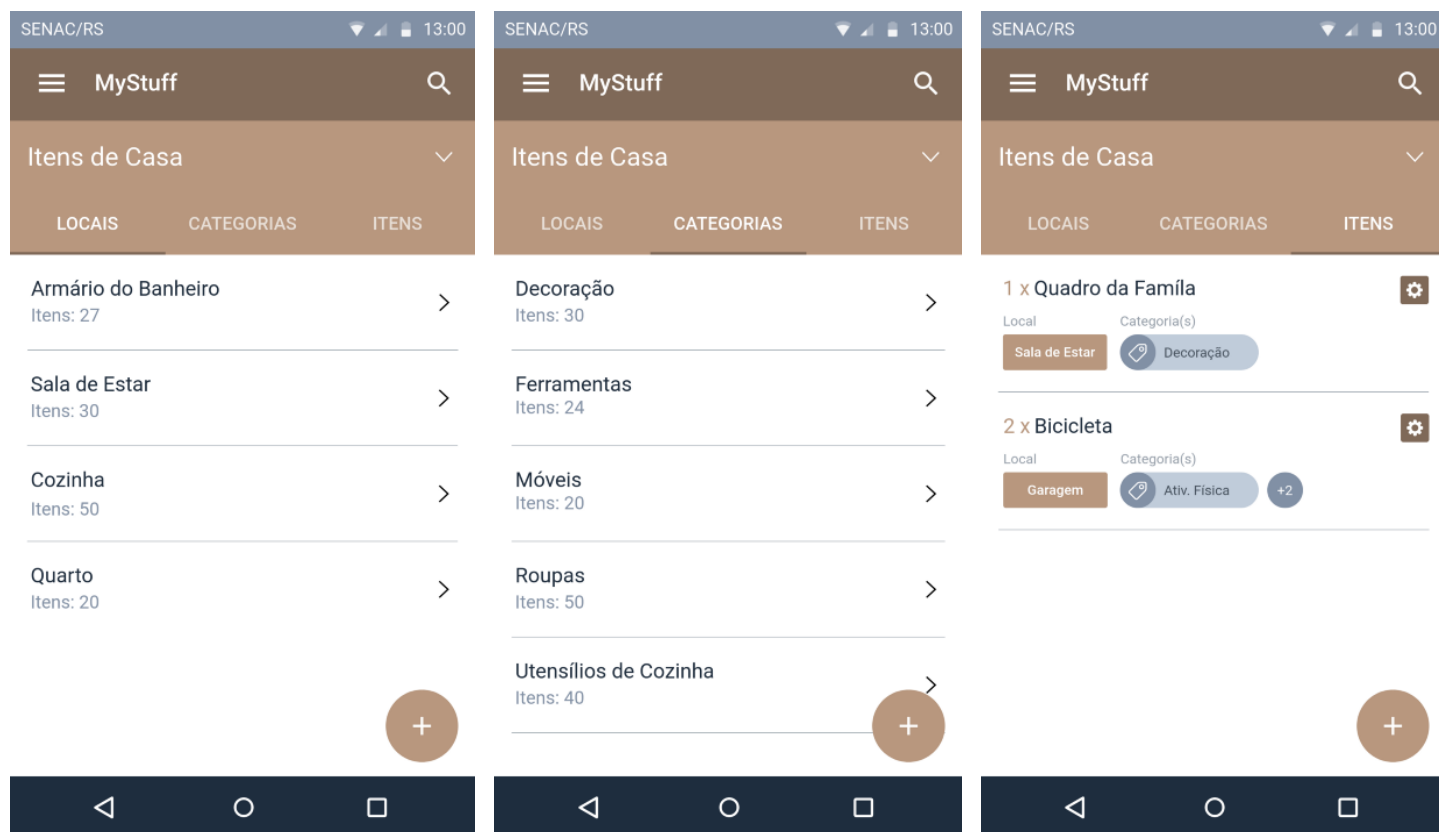 SENAC/RS 13:00
MyStuff
Itens de Casa
LOCAIS CATEGORIAS ITENS
Armário do Banheiro
Itens: 27
Sala de Estar
Itens: 30
Cozinha
Itens: 50
Quarto
Itens: 20
+
SENAC/RS 13:00
MyStuff
Itens de Casa
LOCAIS CATEGORIAS ITENS
Decoração
Itens: 30
Ferramentas
Itens: 24
Móveis
Itens: 20
Roupas
Itens: 50
Utensílios de Cozinha
Itens: 40
+
SENAC/RS 13:00
MyStuff
Itens de Casa
LOCAIS CATEGORIAS ITENS
1 x Quadro da Famíla
Local Categoria(s)
Sala de Estar Decoração
2 x Bicicleta
Local Categoria(s)
Garagem Ativ. Física +2
+